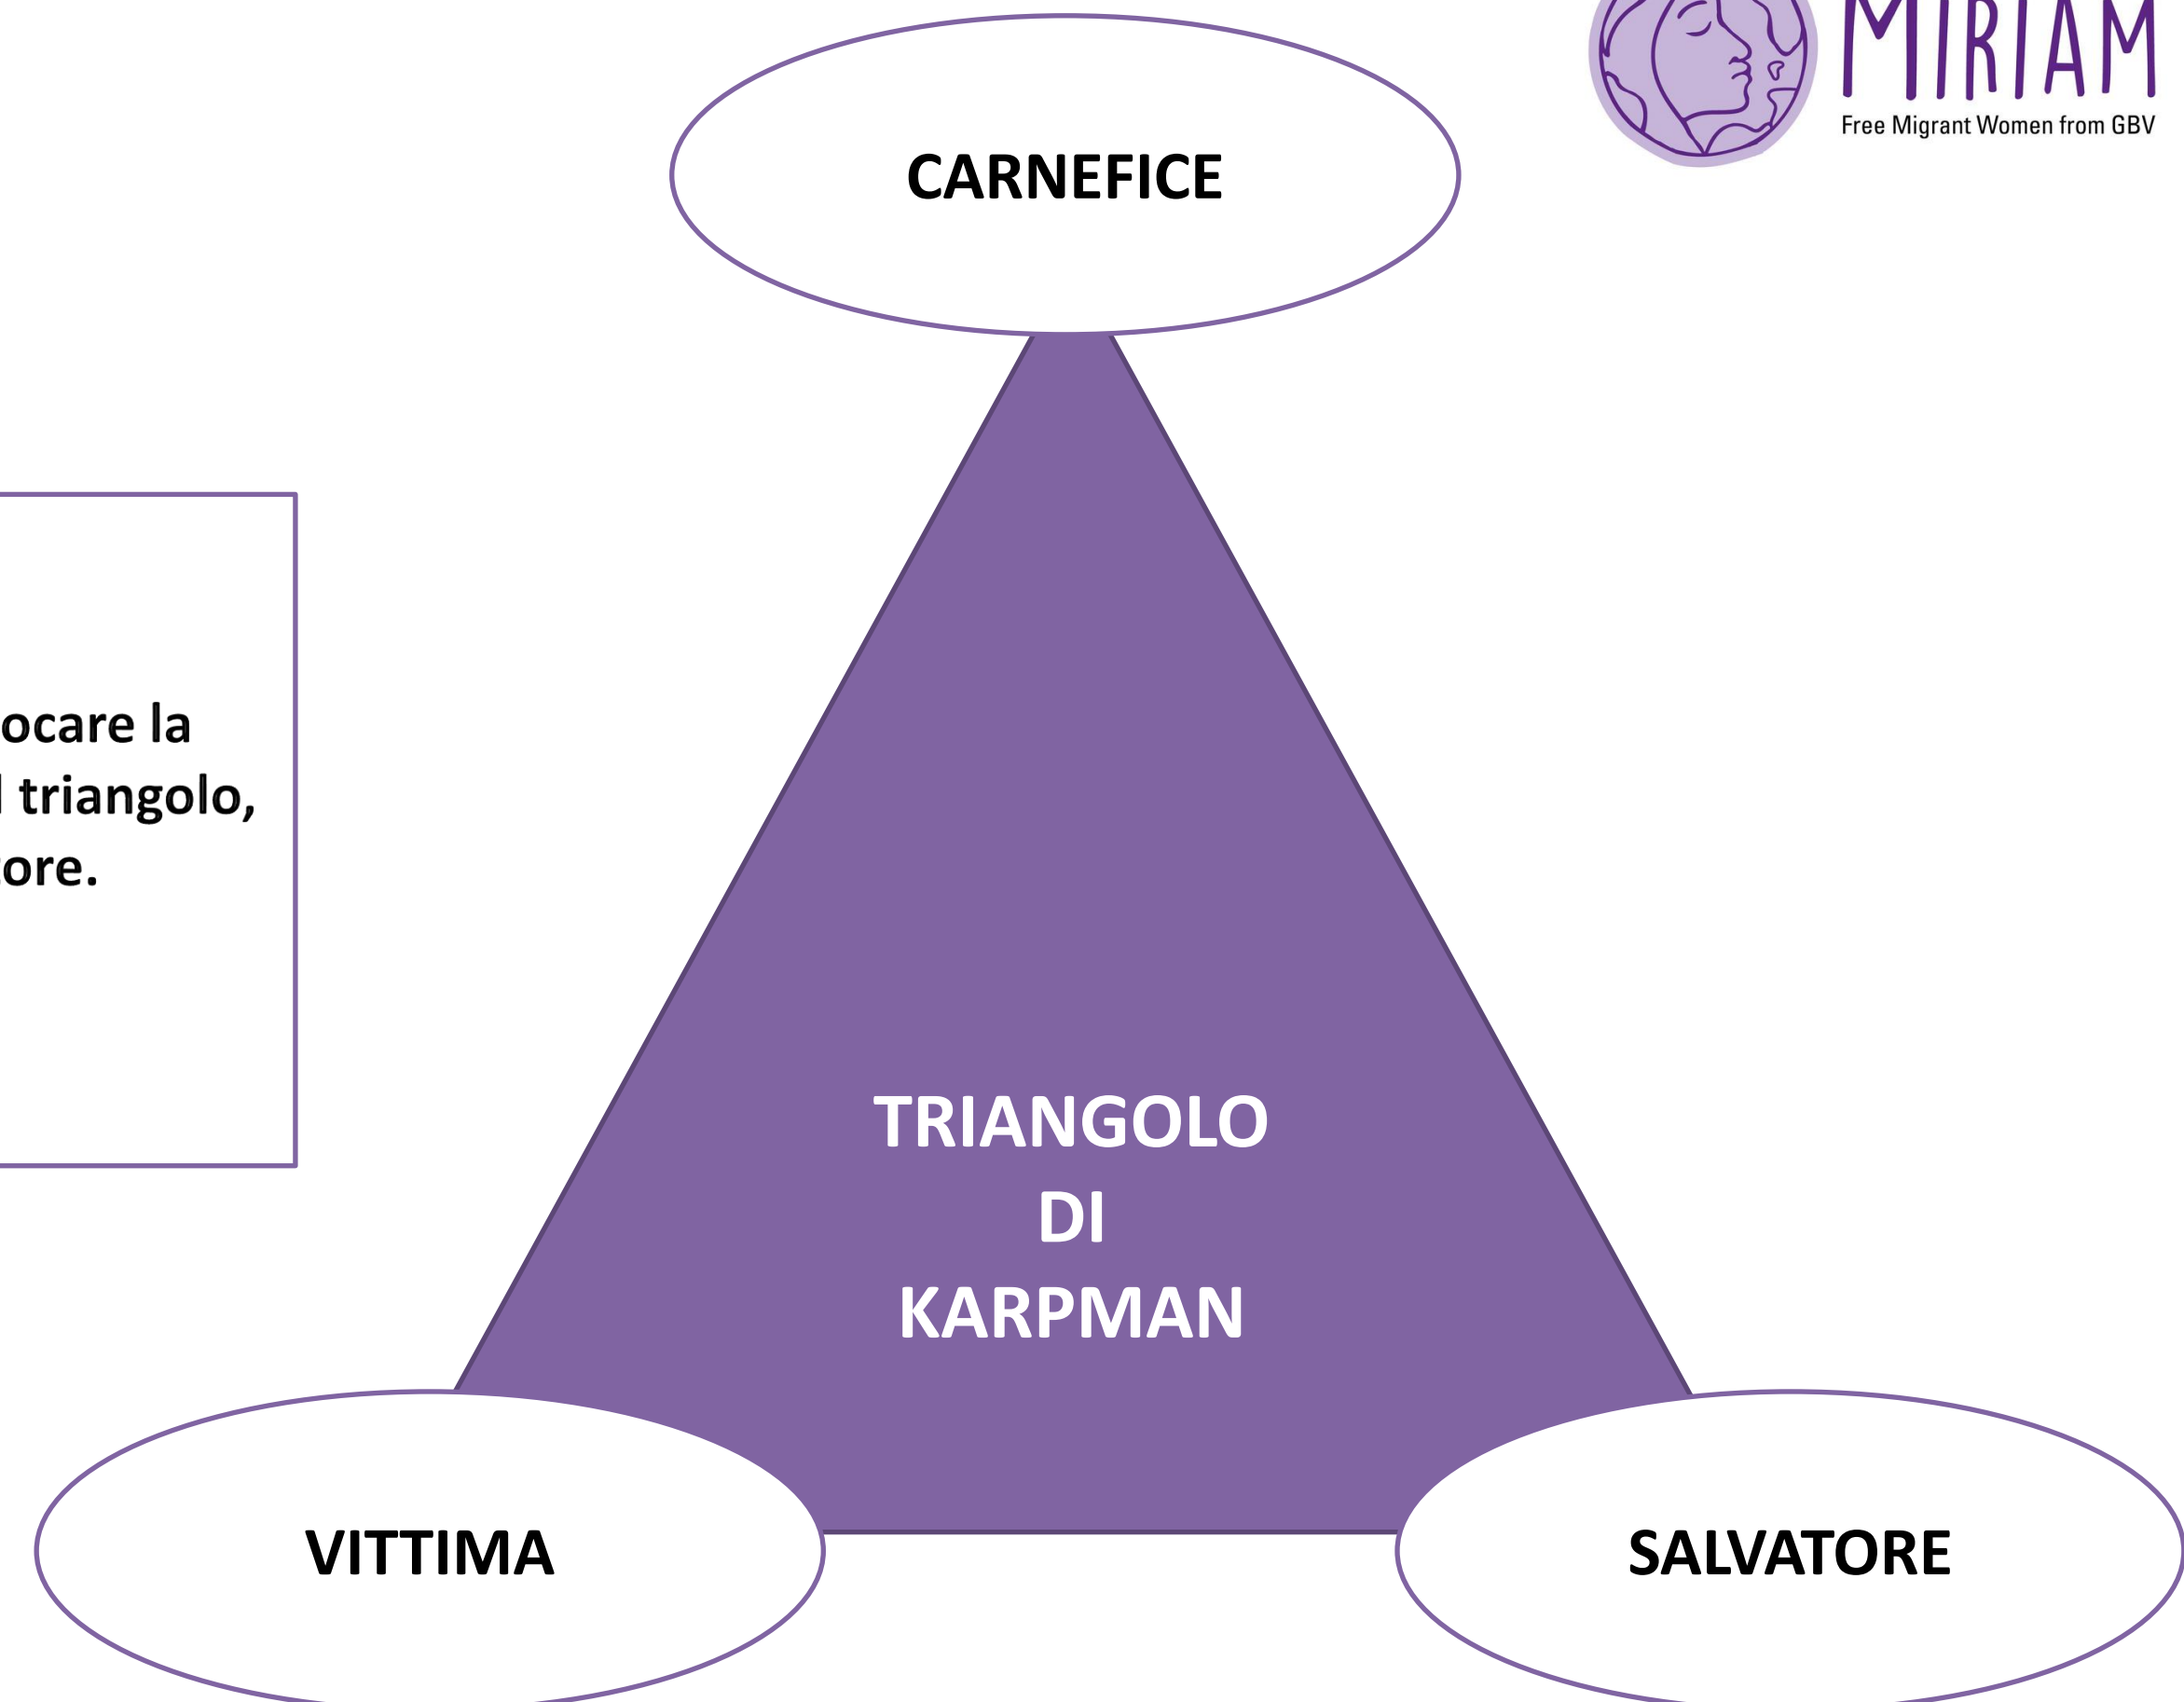 MIRIAM
Free Migrant Women from GBV
CARNEFICE
ocare la
triangolo,
ore.
TRIANGOLO
DI
KARPMAN
VITTIMA
SALVATORE